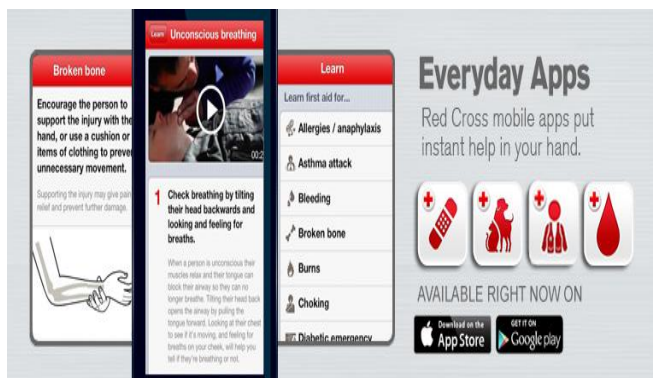 Broken bone
Encourage the person to
support the injury with the
hand, or use a cushion or
items of clothing to
unnecessary movement.
Supporting the injury may give
relief and prevent further damage.
Learn
Unconscious breathing
00:2
1
Check breathing by tilting
their head backwards and
looking and feeling for
breaths.
When a person is unconscious their
muscles relax and their tongue can
block their airway so they can no
longer breathe. Tilting their head back
opens the airway by pulling the
tongue forward. Looking at their chest
to see if it's moving, and feeling for
breaths on your cheek, will help you
tell if they're breathing or not.
Learn
Learn first aid for...
Allergies / anaphylaxis
Asthma attack
Bleeding
Broken bone
Burns
Choking
Diabetic emergency
Everyday Apps
Red Cross mobile apps put
instant help in your hand.
AVAILABLE RIGHT NOW ON
Download on the
App Store
GET IT ON
Google play